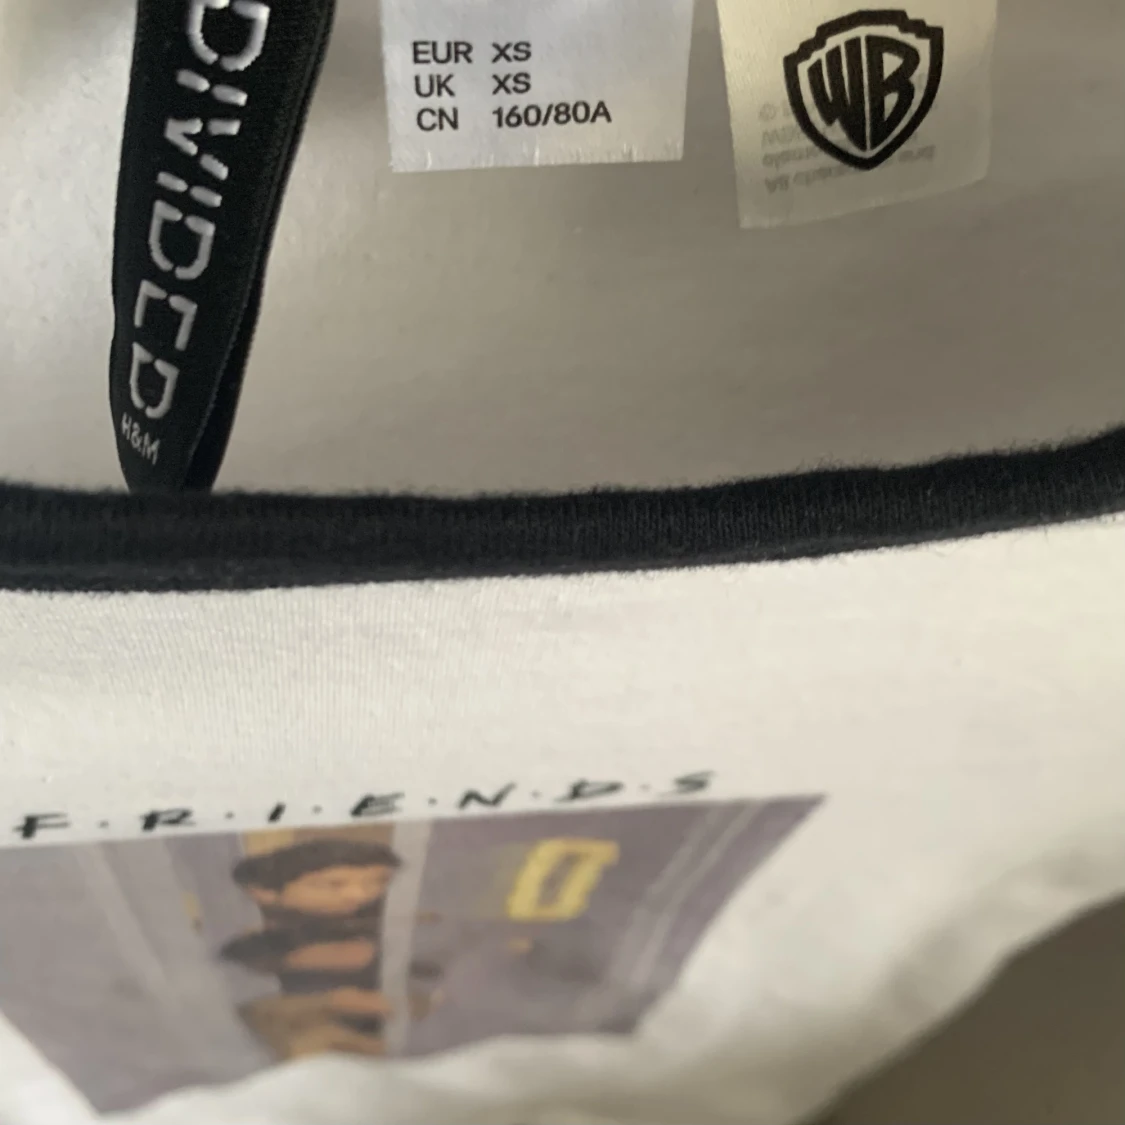 DIVIDED
H&M
EUR XS
UK XS
CN 160/80A
WB
F·R·I·E·N·D·S